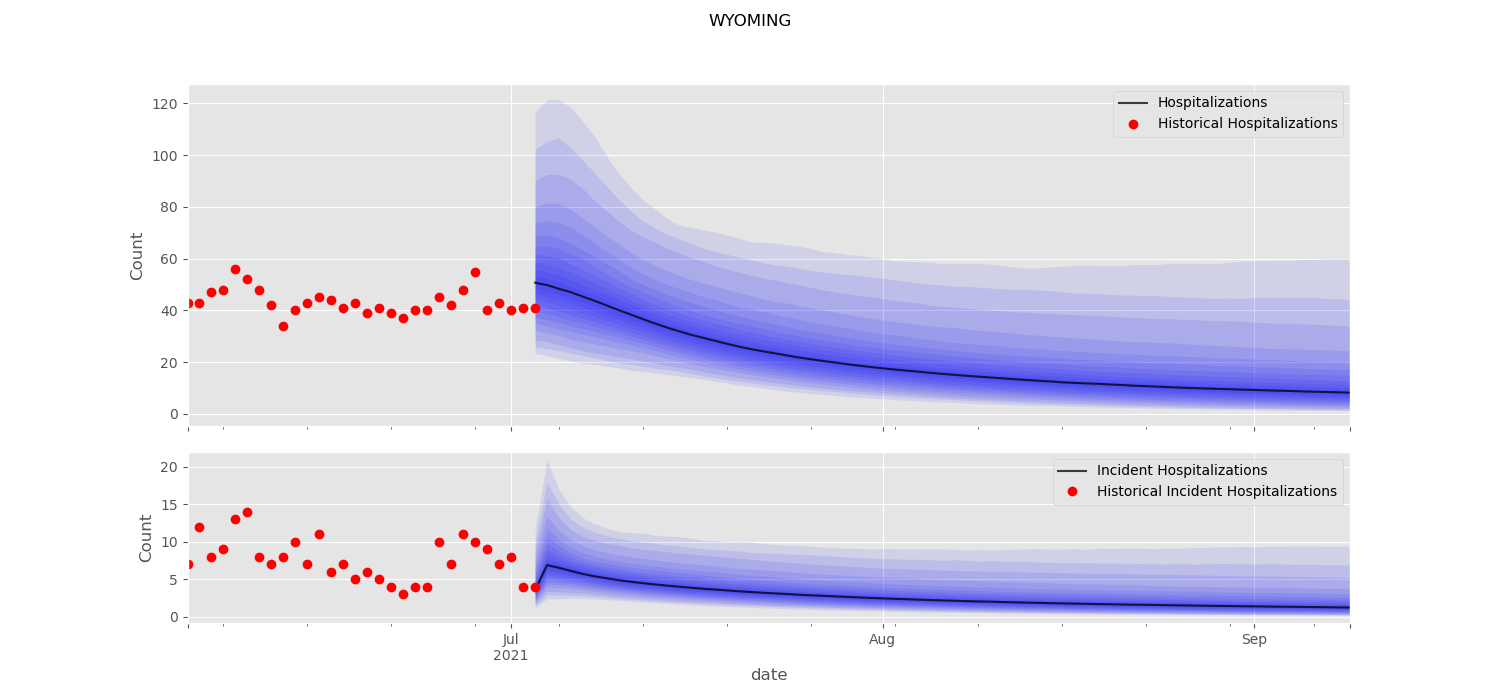 WYOMING
Hospitalizations
Historical Hospitalizations
Count
120
100
80
60
40
20
0
Incident Hospitalizations
Historical Incident Hospitalizations
Count
20
15
10
5
0
Jul
2021
Aug
Sep
date